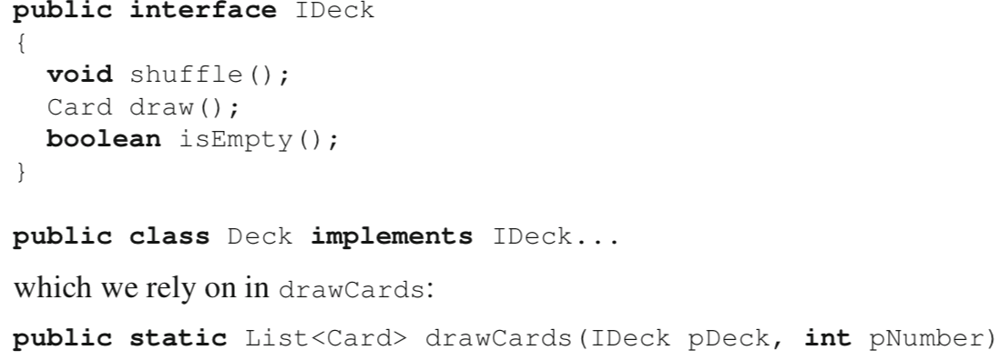 public interface IDeck
{
void shuffle();
Card draw();
boolean isEmpty();
}
public class Deck implements IDeck...
which we rely on in drawCards:
public static List<Card> drawCards(IDeck pDeck, int pNumber)